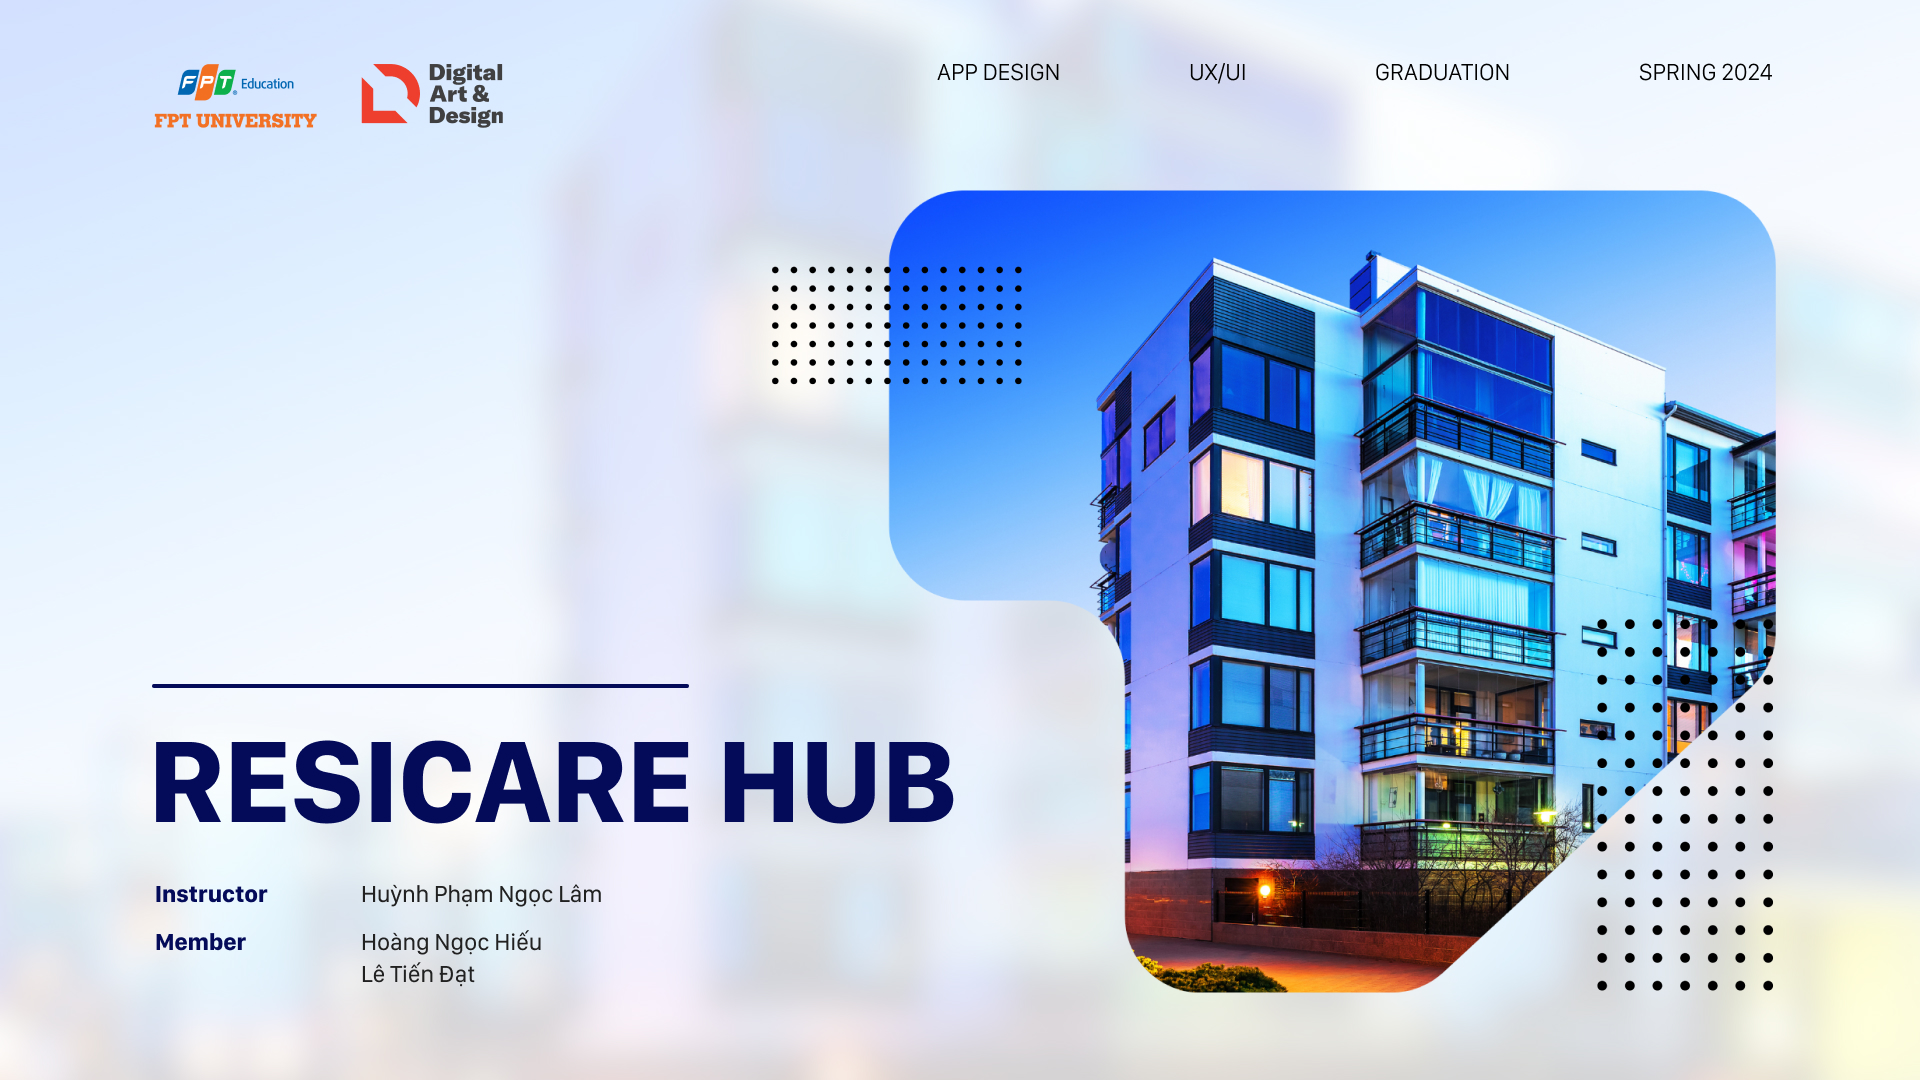 FPT Education
FPT UNIVERSITY
Digital
Art &
Design
APP DESIGN
UX/UI
GRADUATION
SPRING 2024
RESICARE HUB
Instructor Huỳnh Phạm Ngọc Lâm
Member Hoàng Ngọc Hiếu
Lê Tiến Đạt